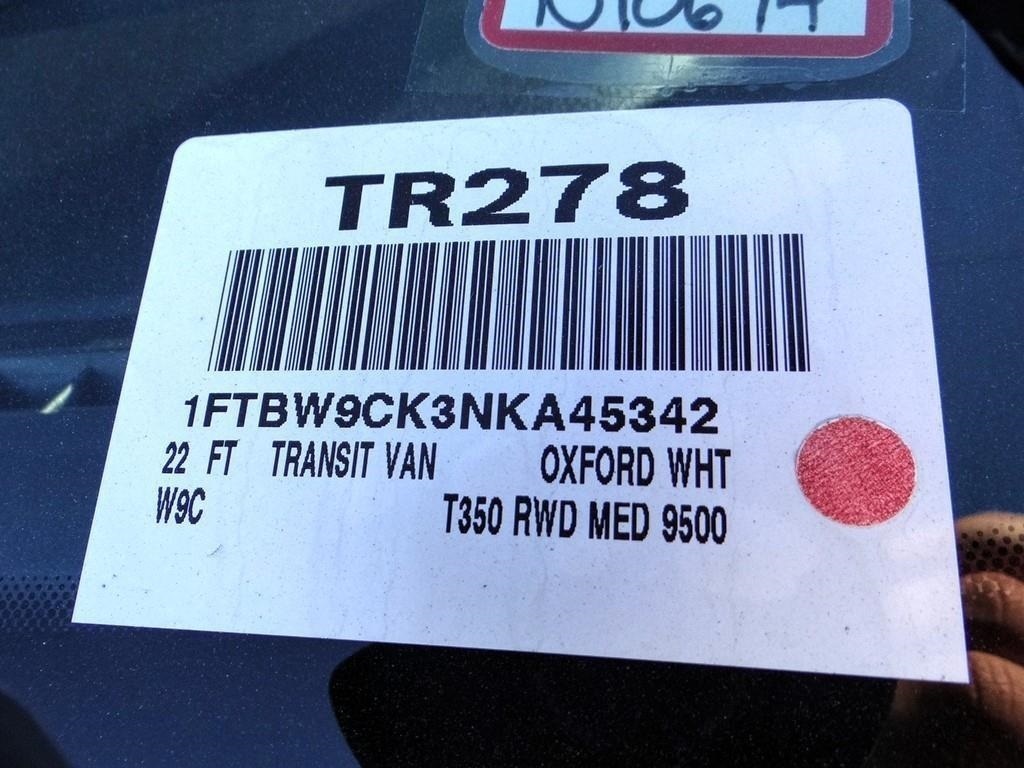 TR278
1FTBW9CK3NKA45342
22 FT TRANSIT VAN OXFORD WHT
W9C T350 RWD MED 9500